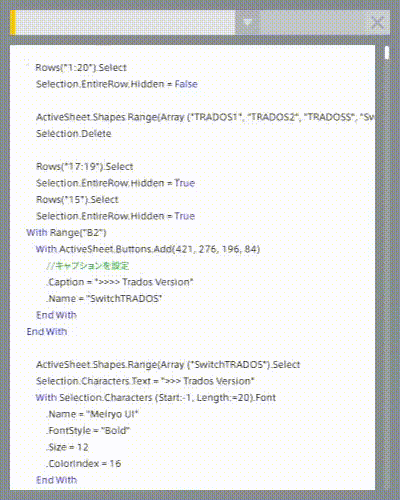 Rows("1:20").Select
Selection.EntireRow.Hidden = False
ActiveSheet.Shapes.Range(Array ("TRADOS1", "TRADOS2", "TRADOSS", "Sw
Selection.Delete
Rows("17:19").Select
Selection.EntireRow.Hidden = True
Rows("15").Select
Selection.EntireRow.Hidden = True
With Range("B2")
With ActiveSheet.Buttons.Add(421, 276, 196, 84)
//キャプションを設定
.Caption = ">>>> Trados Version"
.Name = "SwitchTRADOS"
End With
End With
ActiveSheet.Shapes.Range(Array ("SwitchTRADOS").Select
Selection.Characters.Text = ">>> Trados Version"
With Selection.Characters (Start:-1, Length:=20).Font
.Name = "Meiryo UI"
.FontStyle = "Bold"
.Size = 12
.ColorIndex = 16
End With